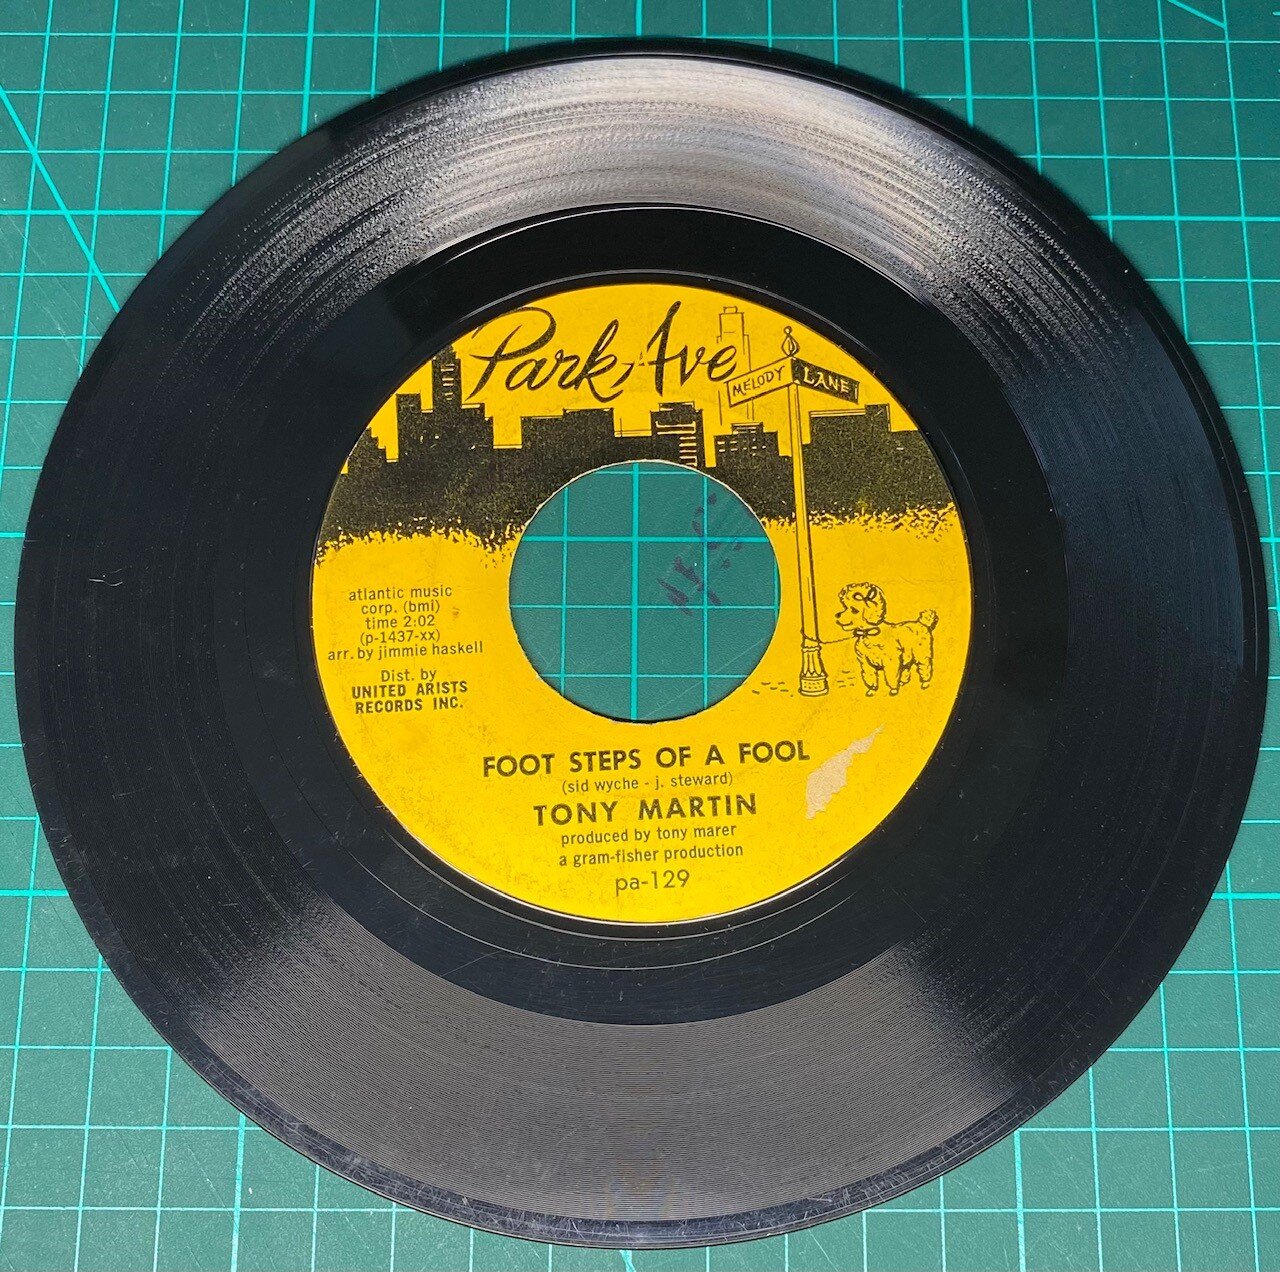 Park Ave
MELODY LANE
atlantic music
corp. (bmi)
time 2:02
(p-1437-xx)
arr. by jimmie haskell
Dist. by
UNITED ARISTS
RECORDS INC.
FOOT STEPS OF A FOOL
(sid wyche - j. steward)
TONY MARTIN
produced by tony marer
a gram-fisher production
pa-129